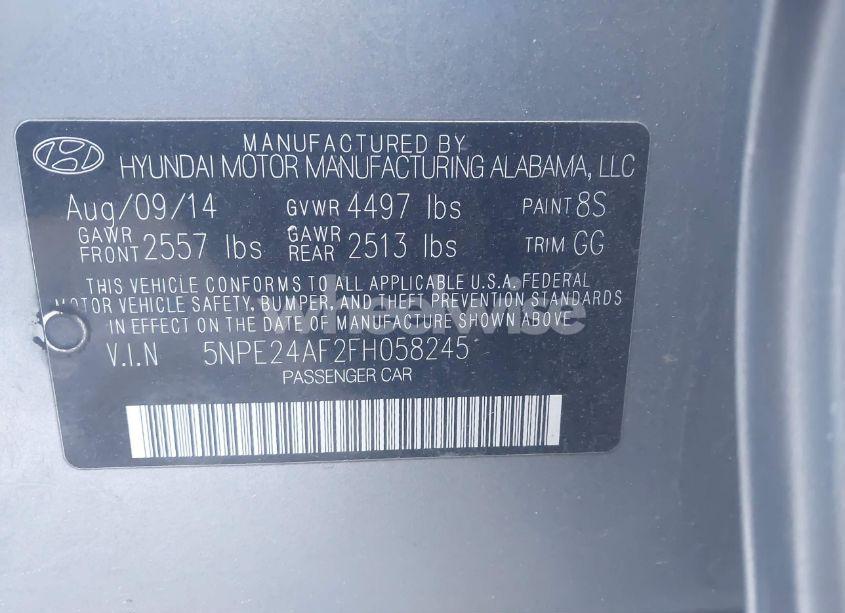 MANUFACTURED BY
HYUNDAI MOTOR MANUFACTURING ALABAMA, LLC
Aug/09/14 GVWR 4497 lbs PAINT 8S
GAWR FRONT 2557 lbs GAWR REAR 2513 lbs TRIM GG
THIS VEHICLE CONFORMS TO ALL APPLICABLE U.S.A. FEDERAL
MOTOR VEHICLE SAFETY, BUMPER, AND THEFT PREVENTION STANDARDS
IN EFFECT ON THE DATE OF MANUFACTURE SHOWN ABOVE
V.I.N 5NPE24AF2FH058245
PASSENGER CAR
wheelwise